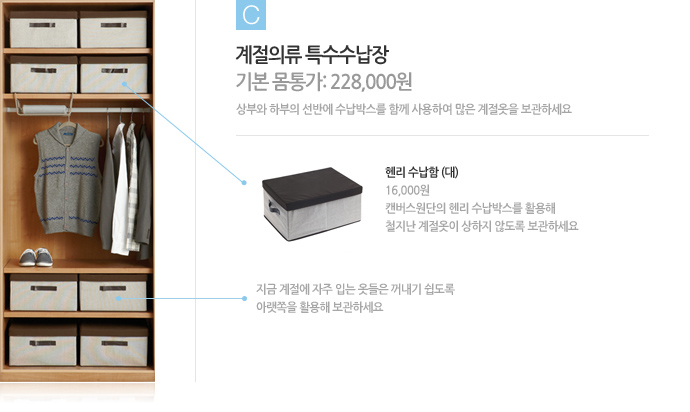 C
계절의류 특수수납장
기본 몸통가: 228,000원
상부와 하부의 선반에 수납박스를 함께 사용하여 많은 계절옷을 보관하세요
헨리 수납함 (대)
16,000원
캔버스원단의 헨리 수납박스를 활용해
철지난 계절옷이 상하지 않도록 보관하세요
지금 계절에 자주 입는 옷들은 꺼내기 쉽도록
아랫쪽을 활용해 보관하세요